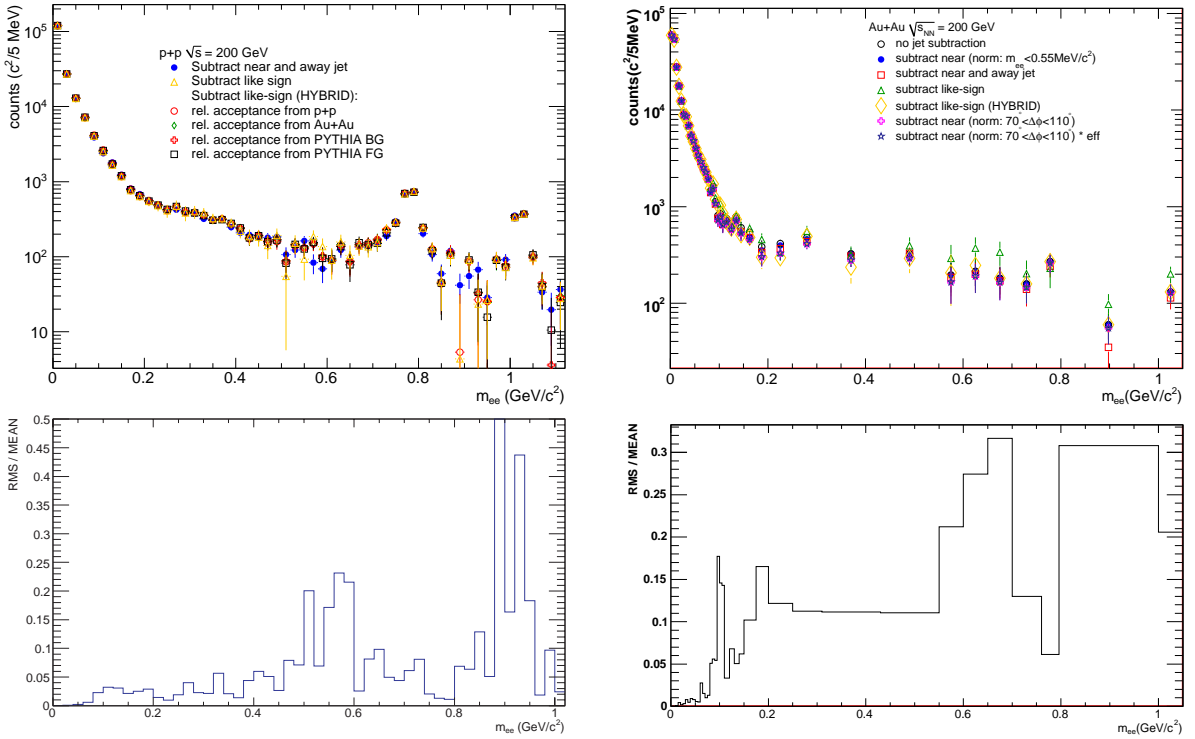 counts (c²/5 MeV)
10⁵
10⁴
10³
10²
10
p+p √s = 200 GeV
Subtract near and away jet
Subtract like sign
Subtract like-sign (HYBRID):
rel. acceptance from p+p
rel. acceptance from Au+Au
rel. acceptance from PYTHIA BG
rel. acceptance from PYTHIA FG
0 0.2 0.4 0.6 0.8 1
m_ee (GeV/c²)
counts(c²/5MeV)
10⁵
10⁴
10³
10²
Au+Au √s_NN = 200 GeV
no jet subtraction
subtract near (norm: m_ee<0.55MeV/c²)
subtract near and away jet
subtract like-sign
subtract like-sign (HYBRID)
subtract near (norm: 70°<Δϕ<110°)
subtract near (norm: 70°<Δϕ<110°) * eff
0 0.2 0.4 0.6 0.8 1
m_ee(GeV/c²)
RMS / MEAN
0.5
0.45
0.4
0.35
0.3
0.25
0.2
0.15
0.1
0.05
0
0 0.2 0.4 0.6 0.8 1
m_ee(GeV/c²)
RMS / MEAN
0.3
0.25
0.2
0.15
0.1
0.05
0
0 0.2 0.4 0.6 0.8 1
m_ee(GeV/c²)